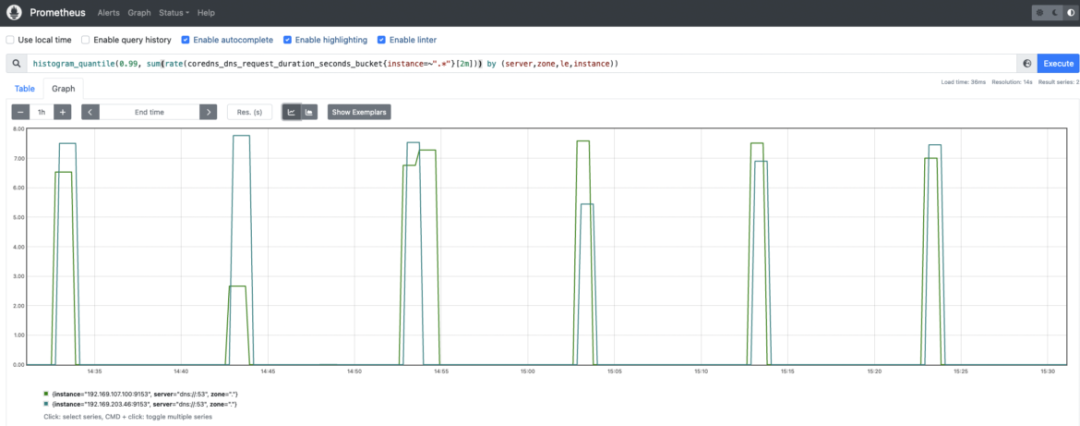 Prometheus Alerts Graph Status Help
Use local time Enable query history Enable autocomplete Enable highlighting Enable linter
histogram_quantile(0.99, sum(rate(coredns_dns_request_duration_seconds_bucket{instance=~".*"}[2m])) by (server,zone,le,instance)) Execute
Load time: 36ms Resolution: 14s Result series: 2
Table Graph
− 1h + < End time > Res. (s) Show Exemplars
8.00
7.00
6.00
5.00
4.00
3.00
2.00
1.00
0.00
14:35 14:40 14:45 14:50 14:55 15:00 15:05 15:10 15:15 15:20 15:25 15:30
{instance="192.169.107.100:9153", server="dns://:53", zone="."}
{instance="192.169.203.46:9153", server="dns://:53", zone="."}
Click: select series, CMD + click: toggle multiple series